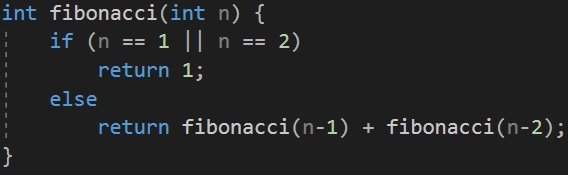 int fibonacci(int n) {
    if (n == 1 || n == 2)
        return 1;
    else
        return fibonacci(n-1) + fibonacci(n-2);
}